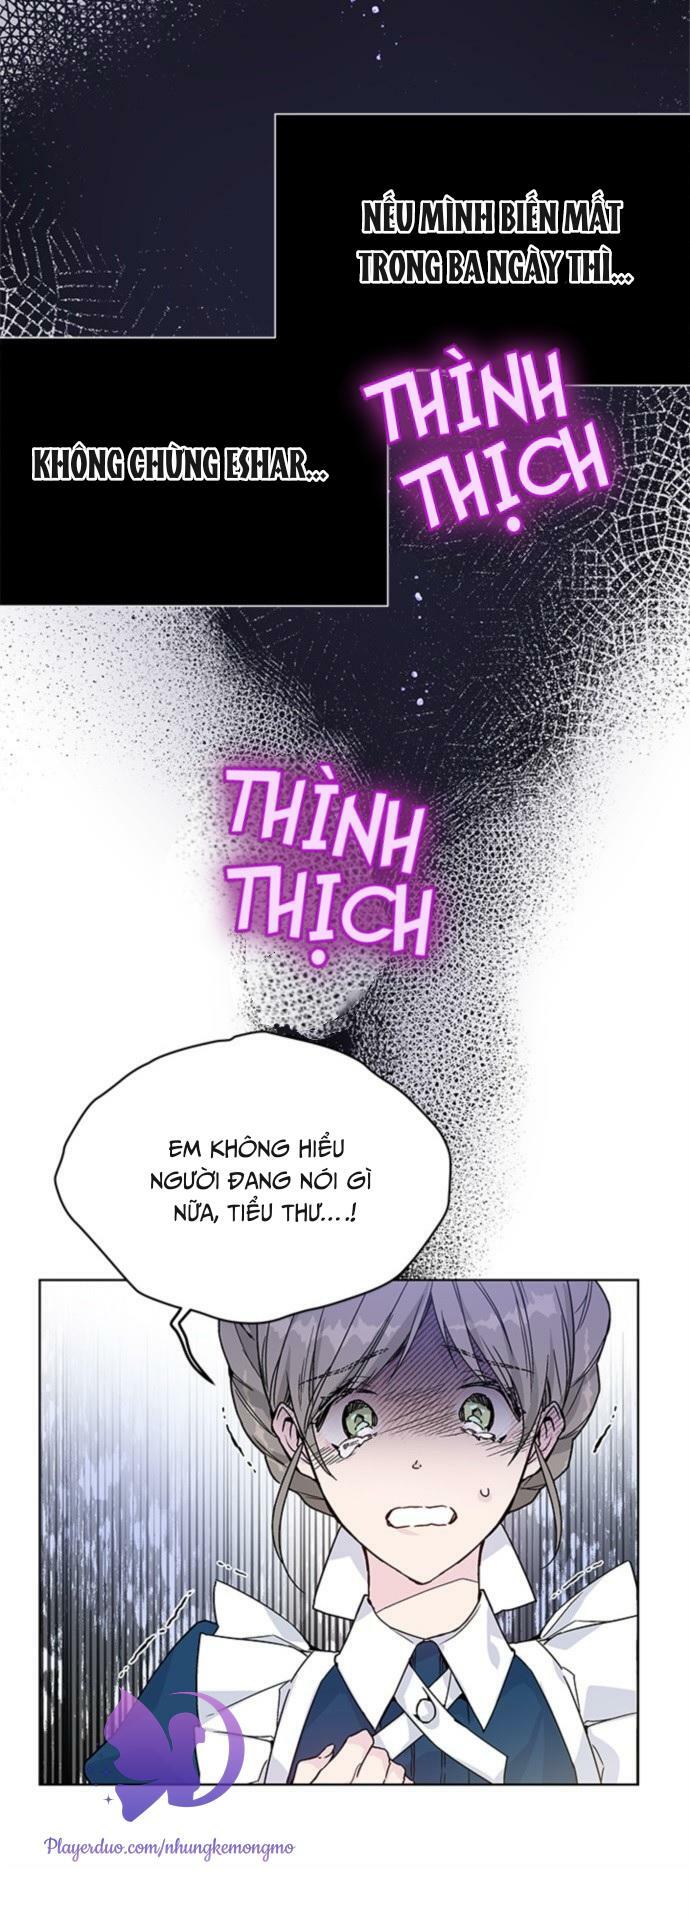 NẾU MÌNH BIẾN MẤT
TRONG BA NGÀY THÌ...
THÌNH
THỊCH
KHÔNG CHỪNG ESHAR...
THÌNH
THỊCH
EM KHÔNG HIỂU
NGƯỜI ĐANG NÓI GÌ
NỮA, TIỂU THƯ....!
Playerduo.com/nhungkemongmo